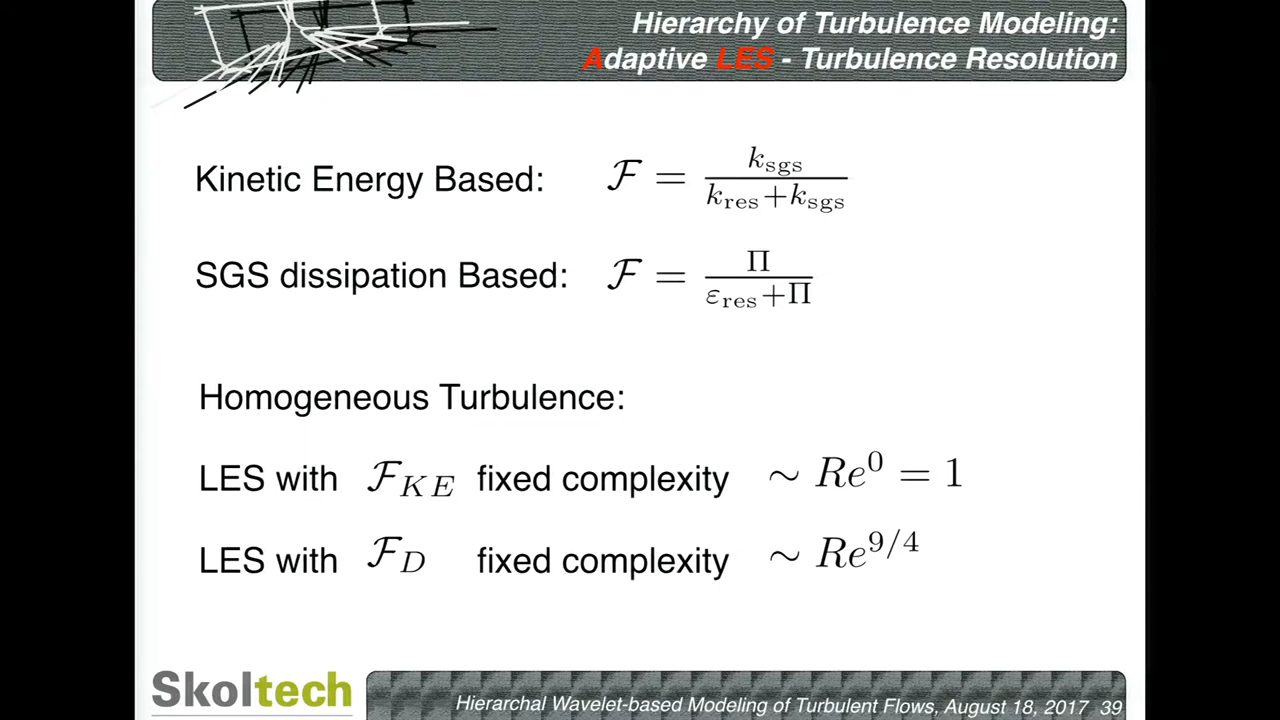 Hierarchy of Turbulence Modeling:
Adaptive LES - Turbulence Resolution
Kinetic Energy Based: ℱ = k_sgs / (k_res + k_sgs)
SGS dissipation Based: ℱ = Π / (ε_res + Π)
Homogeneous Turbulence:
LES with ℱ_KE fixed complexity ∼ Re^0 = 1
LES with ℱ_D fixed complexity ∼ Re^9/4
Skoltech
Hierarchal Wavelet-based Modeling of Turbulent Flows, August 18, 2017 39